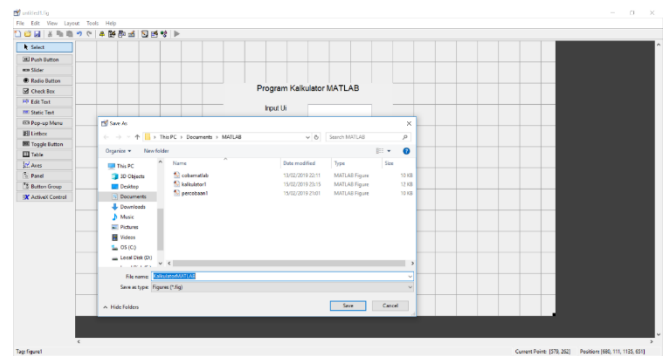 untitled1.fig
File Edit View Layout Tools Help
Select
Push Button
Slider
Radio Button
Check Box
Edit Text
Static Text
Pop-up Menu
Listbox
Toggle Button
Table
Axes
Panel
Button Group
ActiveX Control
Program Kalkulator MATLAB
Input Ui
Save As
This PC > Documents > MATLAB
Search MATLAB
Organize New folder
This PC
3D Objects
Desktop
Documents
Downloads
Music
Pictures
Videos
OS (C:)
Local Disk (D:)
Name Date modified Type Size
cobamatlab 15/02/2019 22:11 MATLAB Figure 10 KB
kalkulator1 15/02/2019 23:15 MATLAB Figure 12 KB
percobaan1 15/02/2019 21:01 MATLAB Figure 10 KB
File name: KalkulatorMATLAB
Save as type: Figures (*.fig)
Hide Folders
Save Cancel
Tag: figure1
Current Point: [379, 262] Position: [680, 111, 1135, 651]